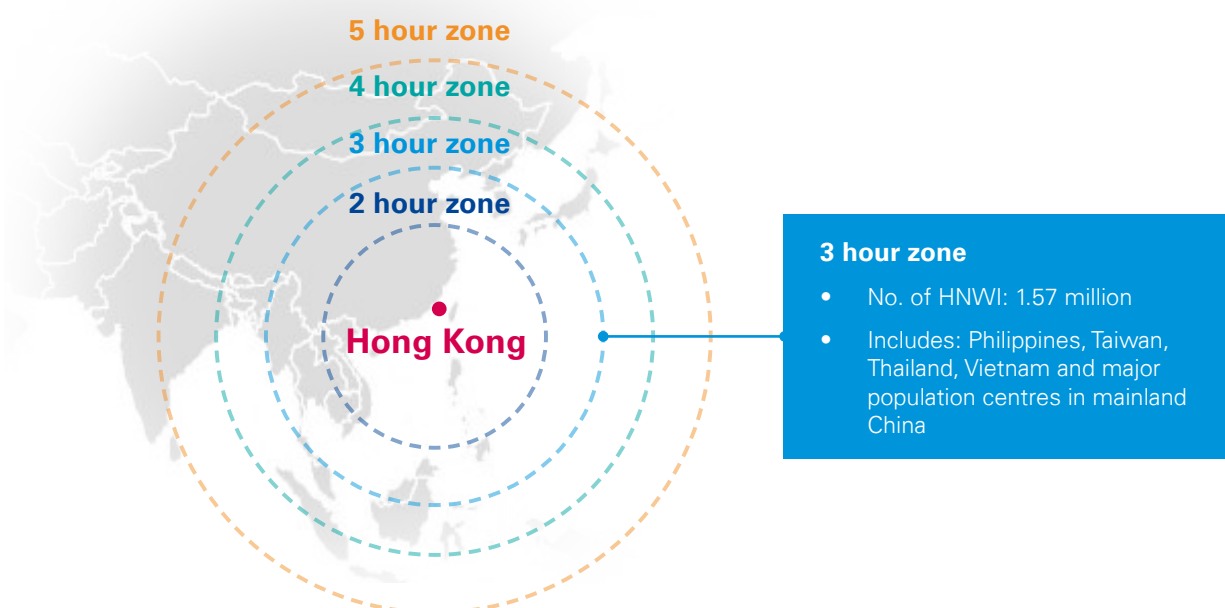 5 hour zone
4 hour zone
3 hour zone
2 hour zone
Hong Kong
3 hour zone
• No. of HNWI: 1.57 million
• Includes: Philippines, Taiwan,
Thailand, Vietnam and major
population centres in mainland
China